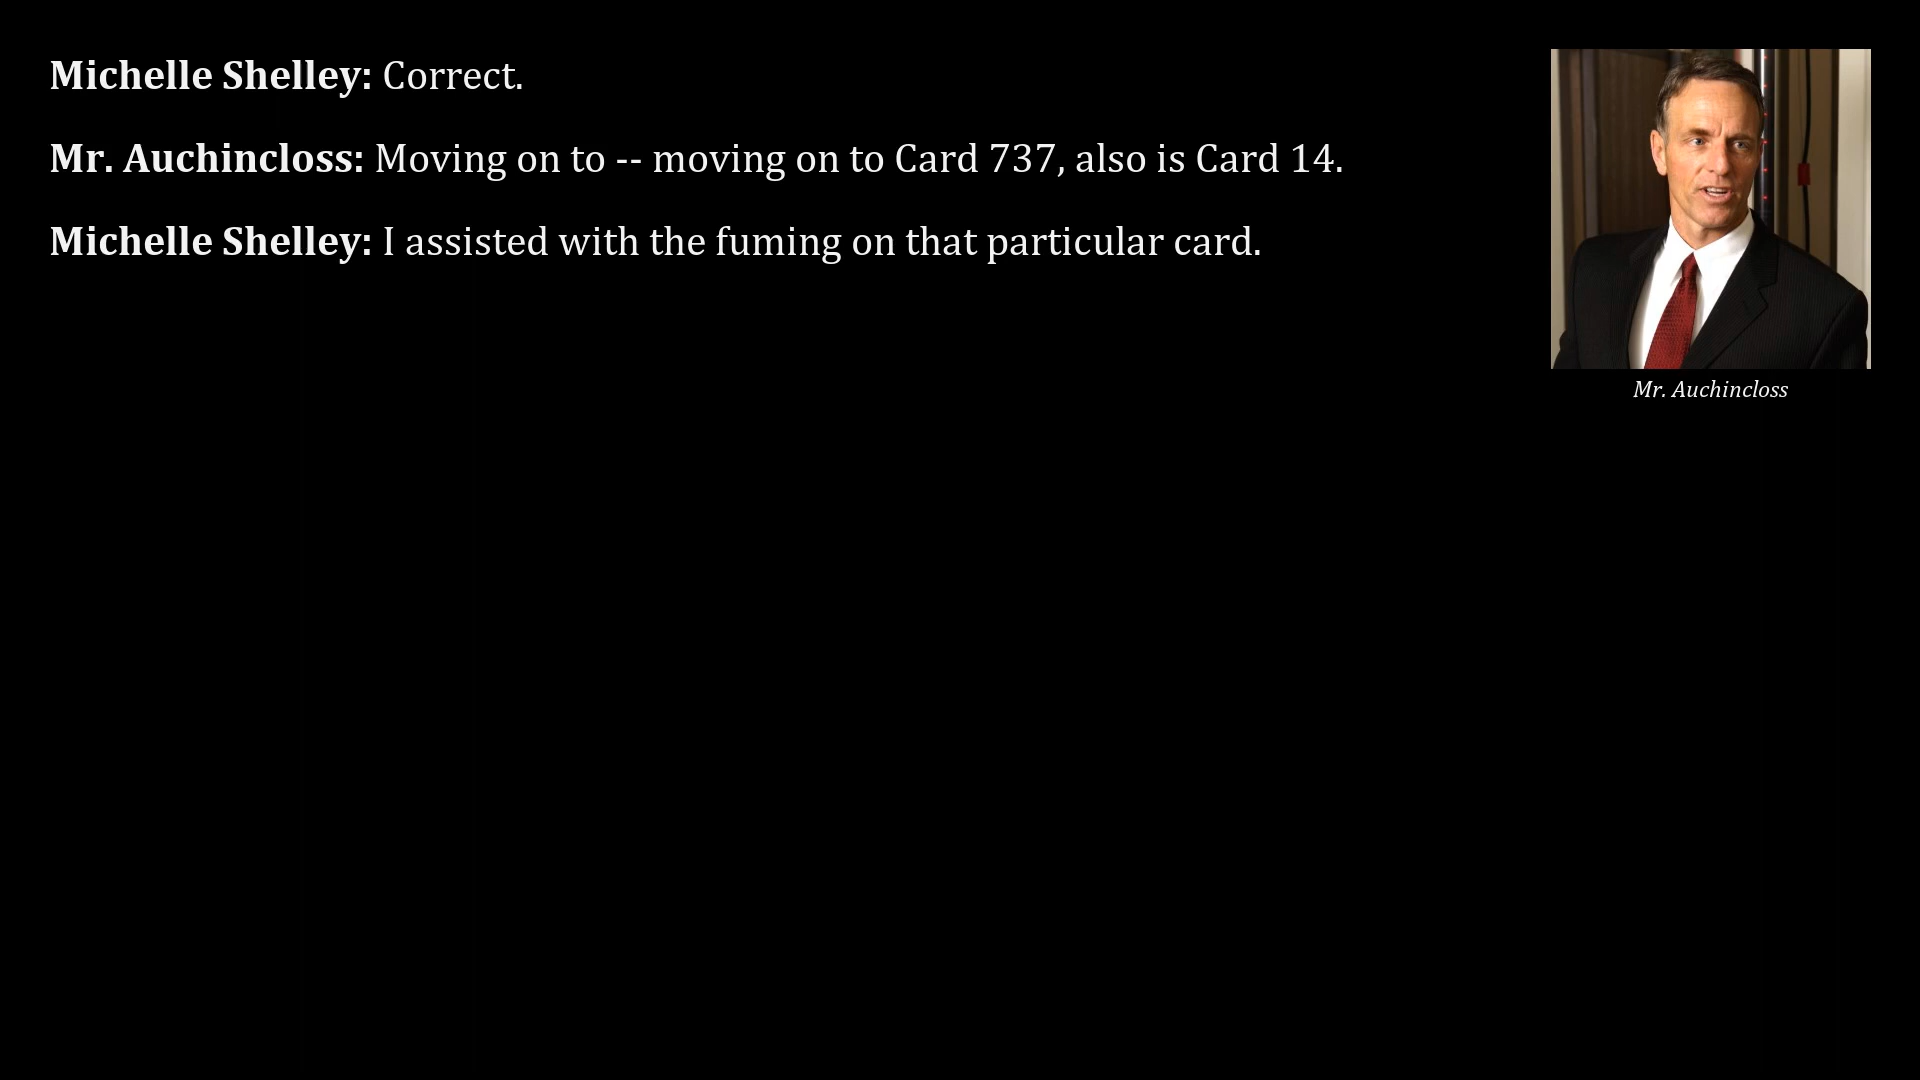 Michelle Shelley: Correct.
Mr. Auchincloss: Moving on to -- moving on to Card 737, also is Card 14.
Michelle Shelley: I assisted with the fuming on that particular card.
Mr. Auchincloss